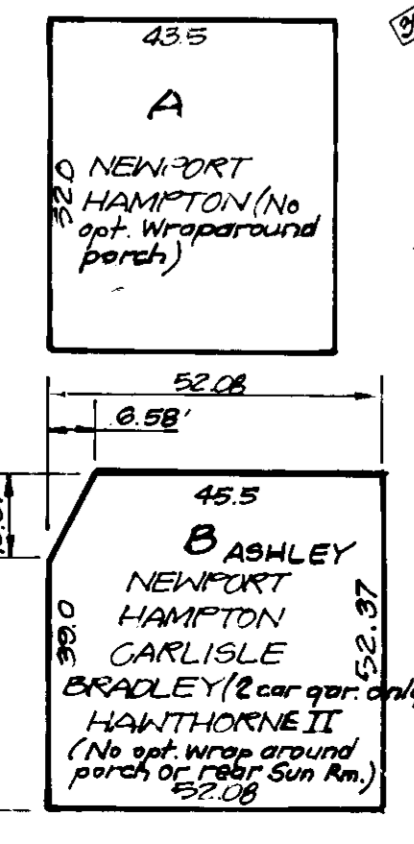 43.5
A
NEWPORT
HAMPTON (No
opt. Wraparound
porch)
52.08
6.58'
45.5
B ASHLEY
NEWPORT
HAMPTON
39.0
CARLISLE
52.37
BRADLEY (2 car gar. only
HAWTHORNE II
(No opt. wrap around
porch or rear Sun Rm.)
52.08